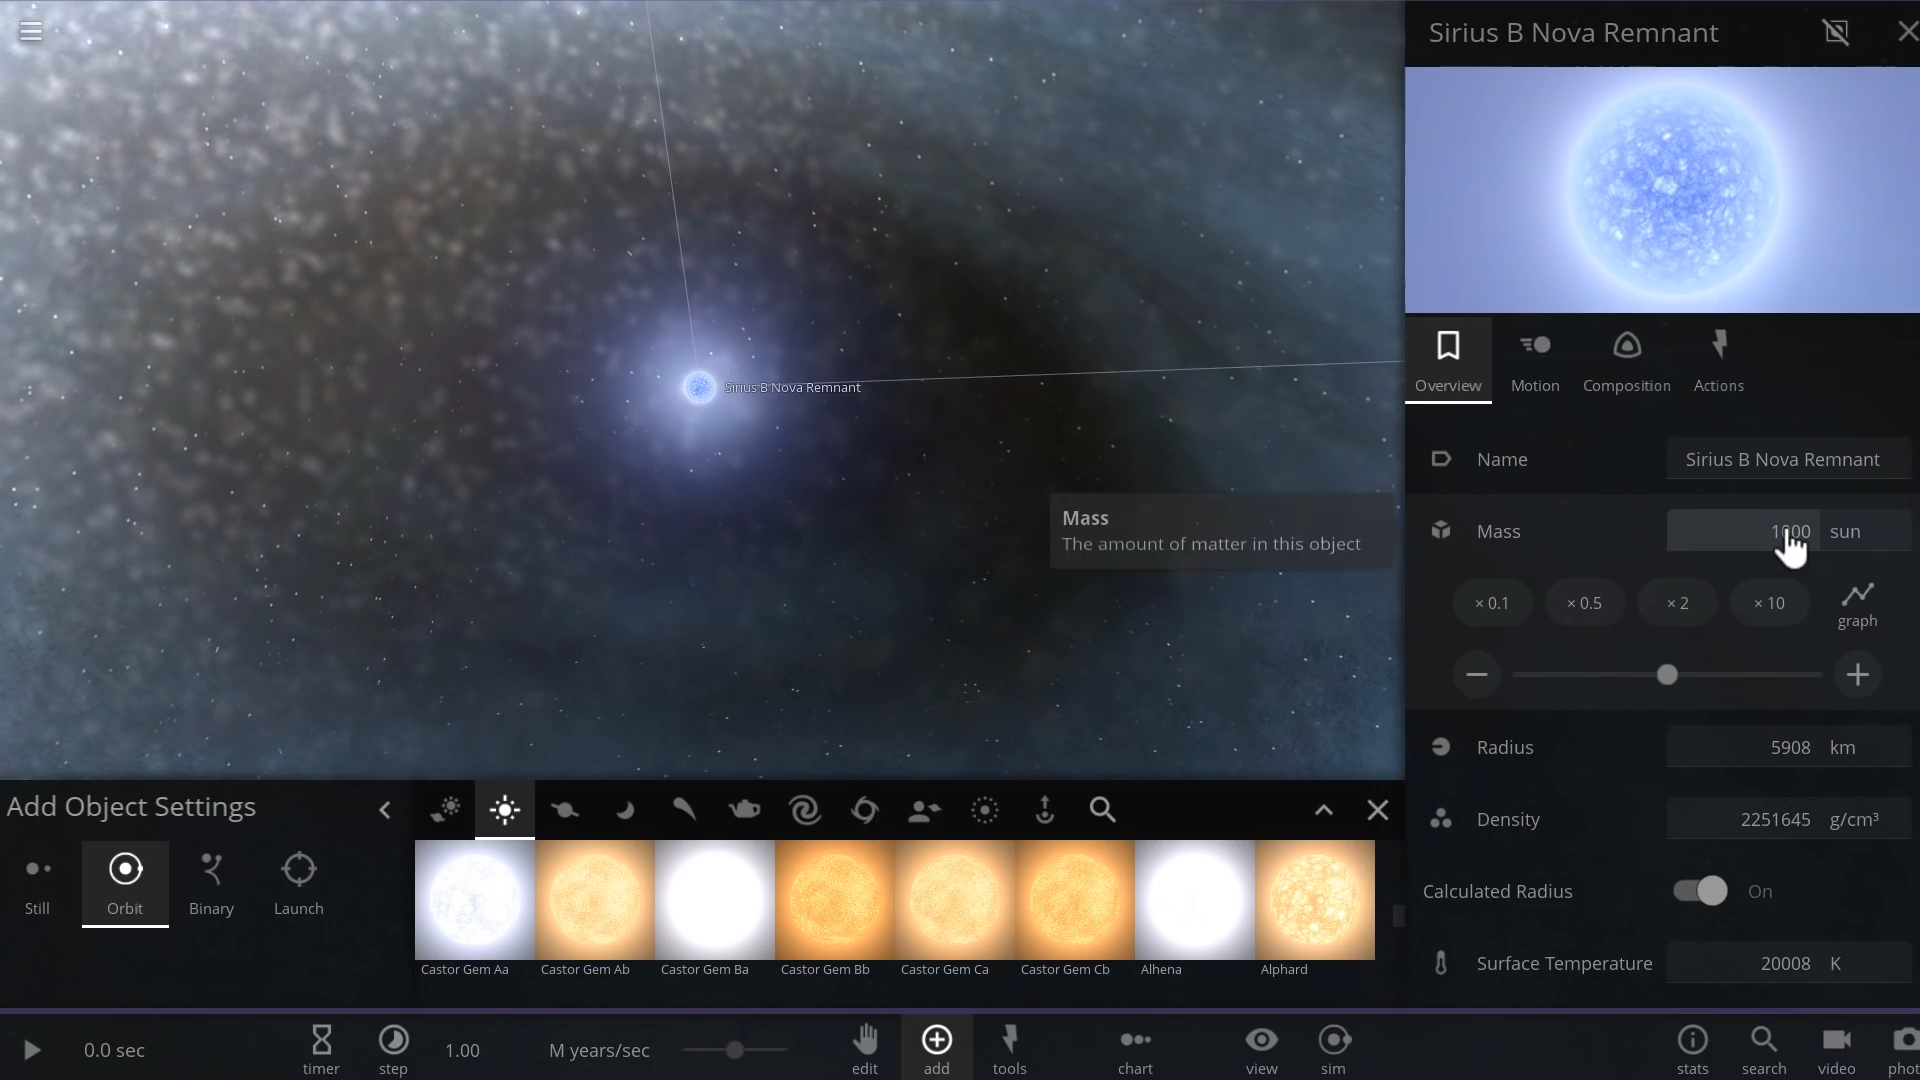 Sirius B Nova Remnant
Sirius B Nova Remnant
Mass
The amount of matter in this object
Overview
Motion
Composition
Actions
Name
Sirius B Nova Remnant
Mass
1000 sun
× 0.1
× 0.5
× 2
× 10
graph
Radius
5908 km
Density
2251645 g/cm³
Calculated Radius
On
Surface Temperature
20008 K
Add Object Settings
Still
Orbit
Binary
Launch
Castor Gem Aa
Castor Gem Ab
Castor Gem Ba
Castor Gem Bb
Castor Gem Ca
Castor Gem Cb
Alhena
Alphard
0.0 sec
timer
step
1.00
M years/sec
edit
add
tools
chart
view
sim
stats
search
video
phot